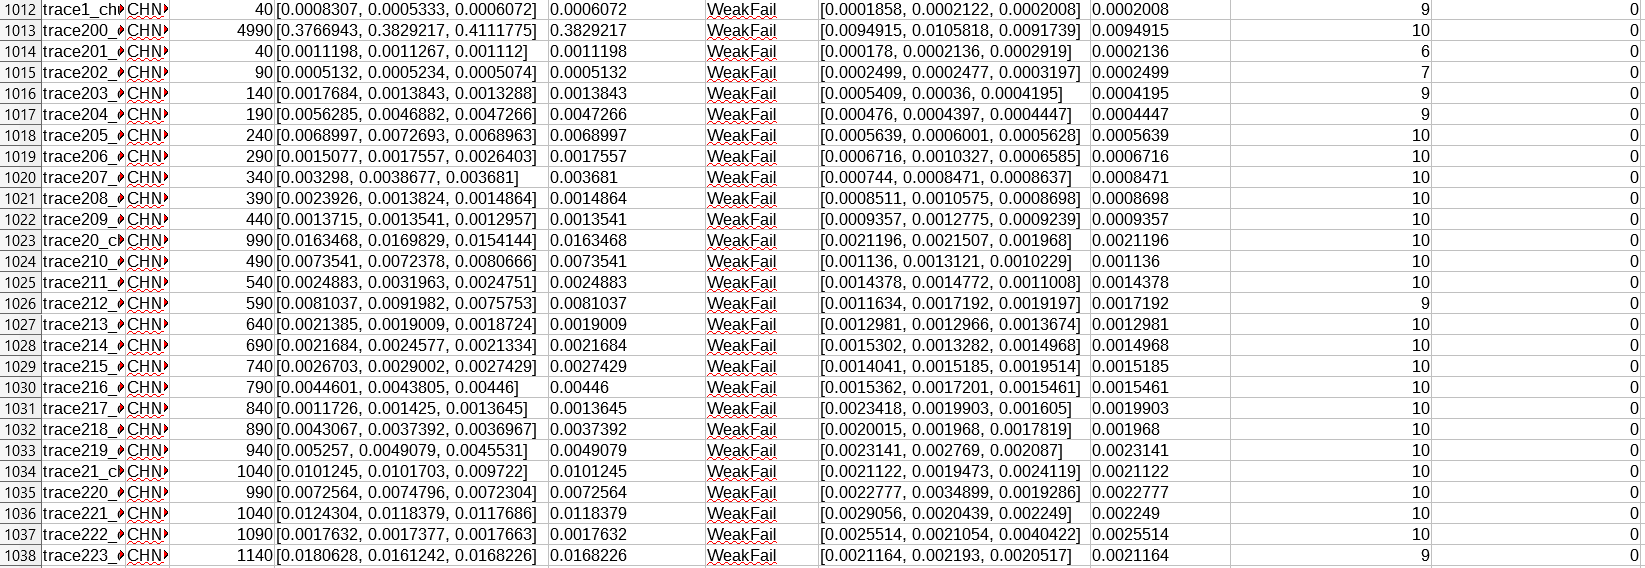 1012 trace1_ch CHN 40 [0.0008307, 0.0005333, 0.0006072] 0.0006072 WeakFail [0.0001858, 0.0002122, 0.0002008] 0.0002008 9 0
1013 trace200_ CHN 4990 [0.3766943, 0.3829217, 0.4111775] 0.3829217 WeakFail [0.0094915, 0.0105818, 0.0091739] 0.0094915 10 0
1014 trace201_ CHN 40 [0.0011198, 0.0011267, 0.001112] 0.0011198 WeakFail [0.000178, 0.0002136, 0.0002919] 0.0002136 6 0
1015 trace202_ CHN 90 [0.0005132, 0.0005234, 0.0005074] 0.0005132 WeakFail [0.0002499, 0.0002477, 0.0003197] 0.0002499 7 0
1016 trace203_ CHN 140 [0.0017684, 0.0013843, 0.0013288] 0.0013843 WeakFail [0.0005409, 0.00036, 0.0004195] 0.0004195 9 0
1017 trace204_ CHN 190 [0.0056285, 0.0046882, 0.0047266] 0.0047266 WeakFail [0.000476, 0.0004397, 0.0004447] 0.0004447 9 0
1018 trace205_ CHN 240 [0.0068997, 0.0072693, 0.0068963] 0.0068997 WeakFail [0.0005639, 0.0006001, 0.0005628] 0.0005639 10 0
1019 trace206_ CHN 290 [0.0015077, 0.0017557, 0.0026403] 0.0017557 WeakFail [0.0006716, 0.0010327, 0.0006585] 0.0006716 10 0
1020 trace207_ CHN 340 [0.003298, 0.0038677, 0.003681] 0.003681 WeakFail [0.000744, 0.0008471, 0.0008637] 0.0008471 10 0
1021 trace208_ CHN 390 [0.0023926, 0.0013824, 0.0014864] 0.0014864 WeakFail [0.0008511, 0.0010575, 0.0008698] 0.0008698 10 0
1022 trace209_ CHN 440 [0.0013715, 0.0013541, 0.0012957] 0.0013541 WeakFail [0.0009357, 0.0012775, 0.0009239] 0.0009357 10 0
1023 trace20_c CHN 990 [0.0163468, 0.0169829, 0.0154144] 0.0163468 WeakFail [0.0021196, 0.0021507, 0.001968] 0.0021196 10 0
1024 trace210_ CHN 490 [0.0073541, 0.0072378, 0.0080666] 0.0073541 WeakFail [0.001136, 0.0013121, 0.0010229] 0.001136 10 0
1025 trace211_ CHN 540 [0.0024883, 0.0031963, 0.0024751] 0.0024883 WeakFail [0.0014378, 0.0014772, 0.0011008] 0.0014378 10 0
1026 trace212_ CHN 590 [0.0081037, 0.0091982, 0.0075753] 0.0081037 WeakFail [0.0011634, 0.0017192, 0.0019197] 0.0017192 9 0
1027 trace213_ CHN 640 [0.0021385, 0.0019009, 0.0018724] 0.0019009 WeakFail [0.0012981, 0.0012966, 0.0013674] 0.0012981 10 0
1028 trace214_ CHN 690 [0.0021684, 0.0024577, 0.0021334] 0.0021684 WeakFail [0.0015302, 0.0013282, 0.0014968] 0.0014968 10 0
1029 trace215_ CHN 740 [0.0026703, 0.0029002, 0.0027429] 0.0027429 WeakFail [0.0014041, 0.0015185, 0.0019514] 0.0015185 10 0
1030 trace216_ CHN 790 [0.0044601, 0.0043805, 0.00446] 0.00446 WeakFail [0.0015362, 0.0017201, 0.0015461] 0.0015461 10 0
1031 trace217_ CHN 840 [0.0011726, 0.001425, 0.0013645] 0.0013645 WeakFail [0.0023418, 0.0019903, 0.001605] 0.0019903 10 0
1032 trace218_ CHN 890 [0.0043067, 0.0037392, 0.0036967] 0.0037392 WeakFail [0.0020015, 0.001968, 0.0017819] 0.001968 10 0
1033 trace219_ CHN 940 [0.005257, 0.0049079, 0.0045531] 0.0049079 WeakFail [0.0023141, 0.002769, 0.002087] 0.0023141 10 0
1034 trace21_c CHN 1040 [0.0101245, 0.0101703, 0.009722] 0.0101245 WeakFail [0.0021122, 0.0019473, 0.0024119] 0.0021122 10 0
1035 trace220_ CHN 990 [0.0072564, 0.0074796, 0.0072304] 0.0072564 WeakFail [0.0022777, 0.0034899, 0.0019286] 0.0022777 10 0
1036 trace221_ CHN 1040 [0.0124304, 0.0118379, 0.0117686] 0.0118379 WeakFail [0.0029056, 0.0020439, 0.002249] 0.002249 10 0
1037 trace222_ CHN 1090 [0.0017632, 0.0017377, 0.0017663] 0.0017632 WeakFail [0.0025514, 0.0021054, 0.0040422] 0.0025514 10 0
1038 trace223_ CHN 1140 [0.0180628, 0.0161242, 0.0168226] 0.0168226 WeakFail [0.0021164, 0.002193, 0.0020517] 0.0021164 9 0